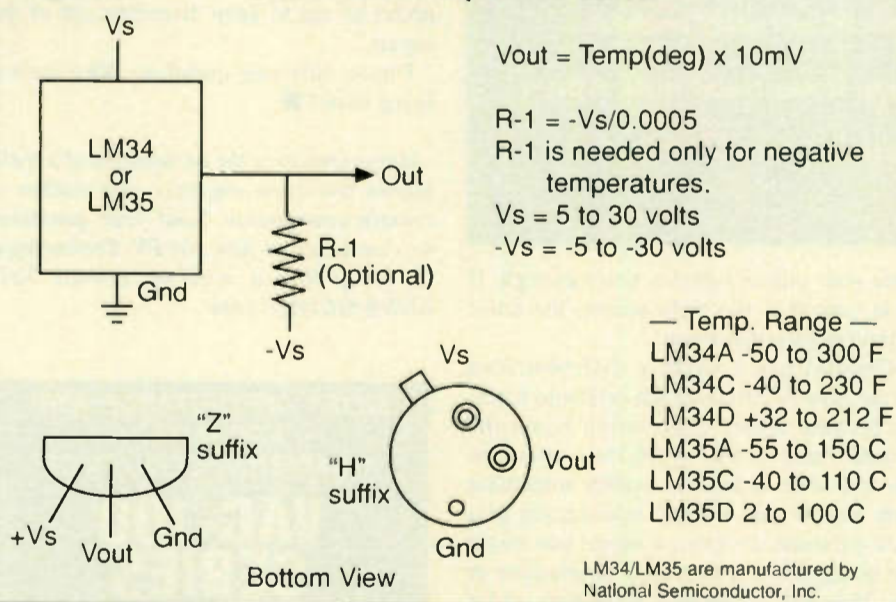 Vs
LM34
or
LM35
Out
R-1
(Optional)
Gnd
-Vs
Vout = Temp(deg) x 10mV
R-1 = -Vs/0.0005
R-1 is needed only for negative
temperatures.
Vs = 5 to 30 volts
-Vs = -5 to -30 volts
— Temp. Range —
LM34A -50 to 300 F
LM34C -40 to 230 F
LM34D +32 to 212 F
LM35A -55 to 150 C
LM35C -40 to 110 C
LM35D 2 to 100 C
“Z”
suffix
+Vs
Vout
Gnd
Vs
“H”
suffix
Vout
Gnd
Bottom View
LM34/LM35 are manufactured by
National Semiconductor, Inc.